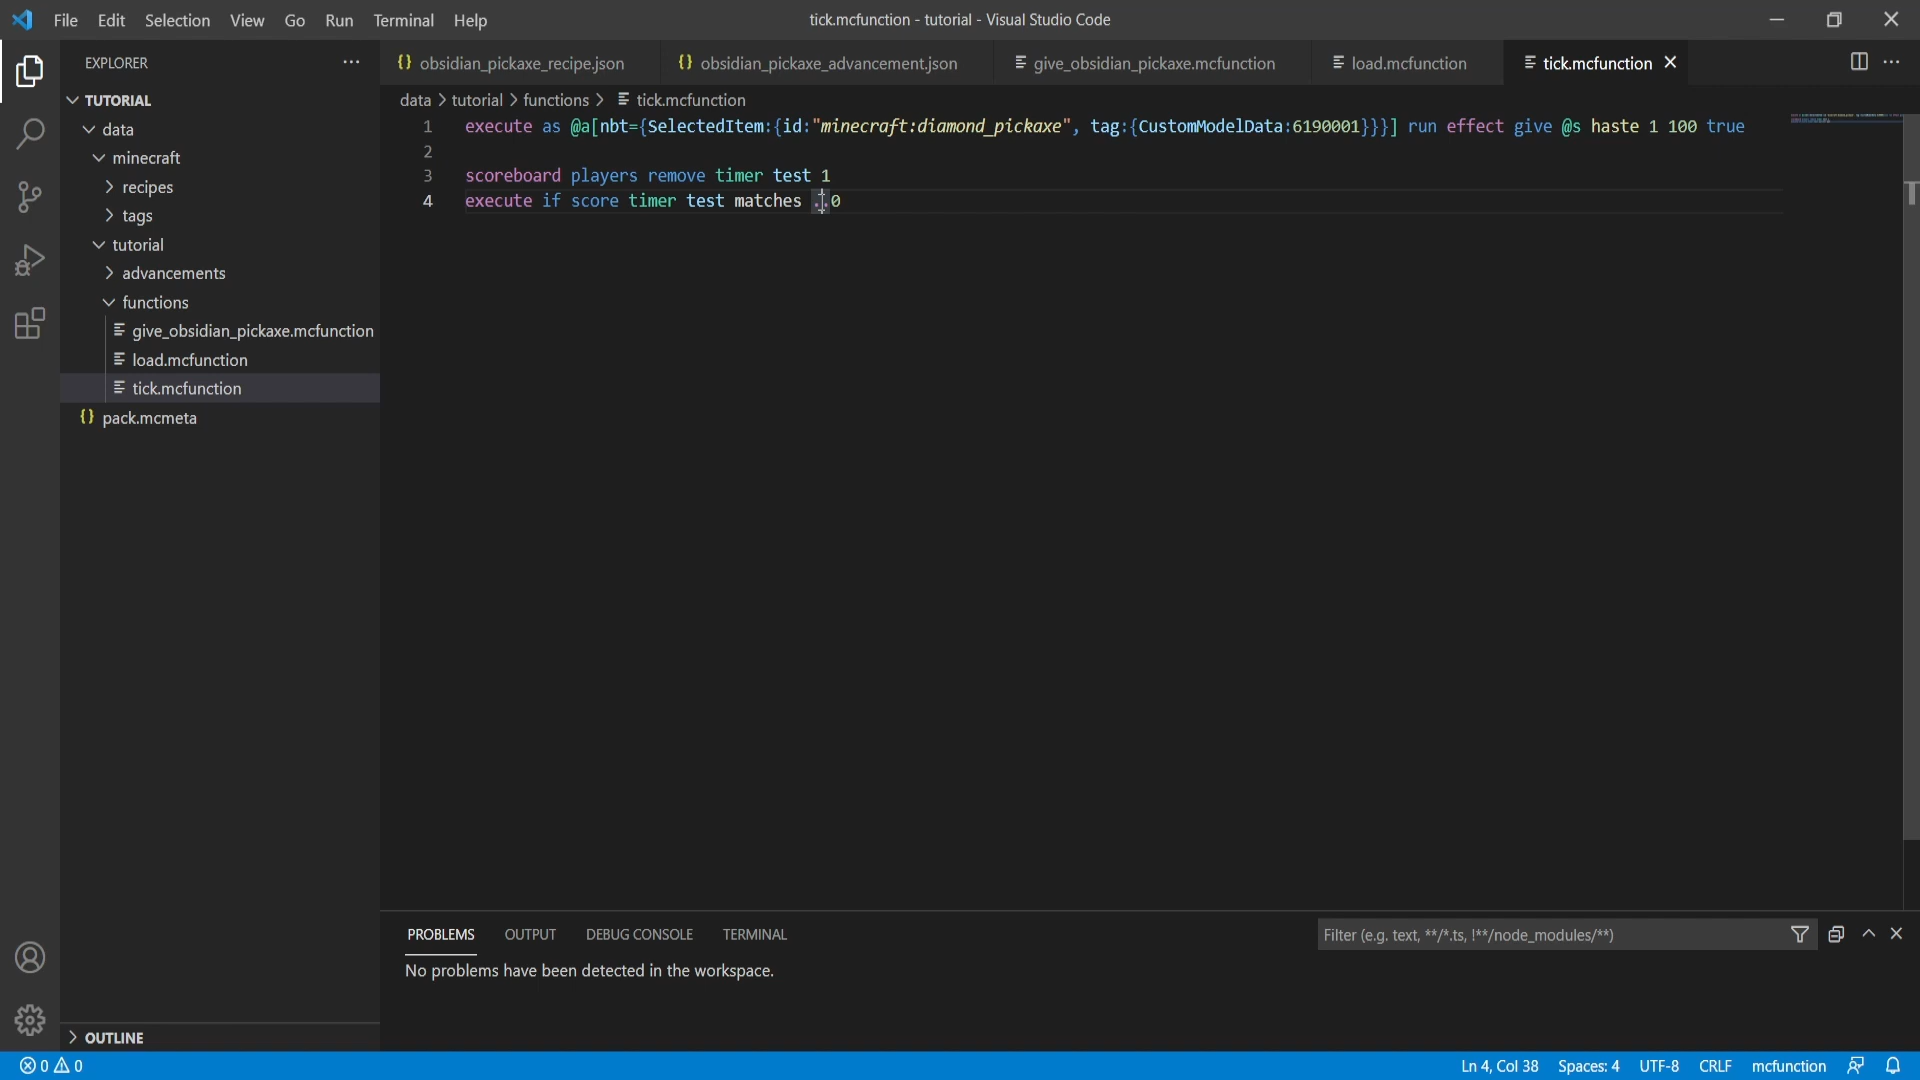 File Edit Selection View Go Run Terminal Help
tick.mcfunction - tutorial - Visual Studio Code
EXPLORER
obsidian_pickaxe_recipe.json
obsidian_pickaxe_advancement.json
give_obsidian_pickaxe.mcfunction
load.mcfunction
tick.mcfunction
TUTORIAL
data
minecraft
recipes
tags
tutorial
advancements
functions
give_obsidian_pickaxe.mcfunction
load.mcfunction
tick.mcfunction
pack.mcmeta
OUTLINE
data > tutorial > functions > tick.mcfunction
1 execute as @a[nbt={SelectedItem:{id:"minecraft:diamond_pickaxe", tag:{CustomModelData:6190001}}}] run effect give @s haste 1 100 true
2
3 scoreboard players remove timer test 1
4 execute if score timer test matches ..0
PROBLEMS OUTPUT DEBUG CONSOLE TERMINAL
Filter (e.g. text, **/*.ts, !**/node_modules/**)
No problems have been detected in the workspace.
0 0
Ln 4, Col 38 Spaces: 4 UTF-8 CRLF mcfunction